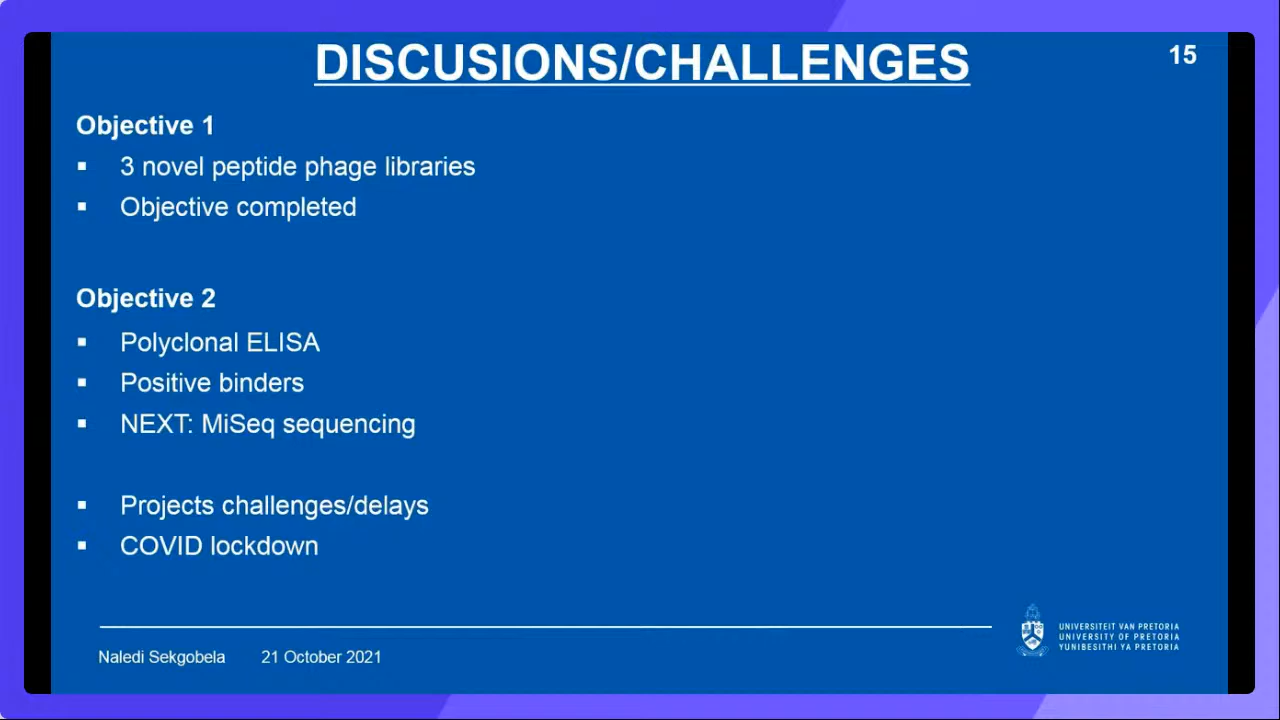 DISCUSIONS/CHALLENGES
15
Objective 1
▪ 3 novel peptide phage libraries
▪ Objective completed
Objective 2
▪ Polyclonal ELISA
▪ Positive binders
▪ NEXT: MiSeq sequencing
▪ Projects challenges/delays
▪ COVID lockdown
Naledi Sekgobela 21 October 2021
UNIVERSITEIT VAN PRETORIA
UNIVERSITY OF PRETORIA
YUNIBESITHI YA PRETORIA